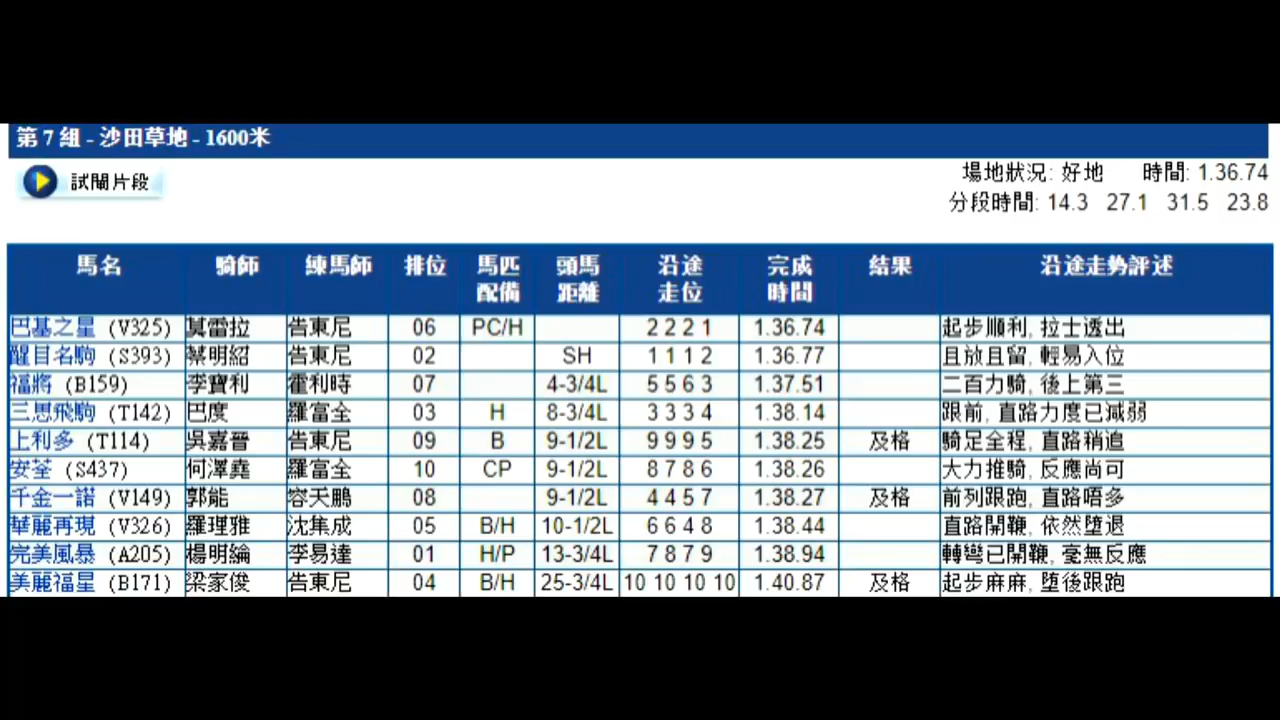 第 7 組 - 沙田草地 - 1600米
試閘片段
場地狀況: 好地 時間: 1.36.74
分段時間: 14.3 27.1 31.5 23.8
馬名 騎師 練馬師 排位 馬匹配備 頭馬距離 沿途走位 完成時間 結果 沿途走勢評述
巴基之星 (V325) 莫雷拉 告東尼 06 PC/H 2 2 2 1 1.36.74 起步順利, 拉士透出
醒目名駒 (S393) 蔡明紹 告東尼 02 SH 1 1 1 2 1.36.77 且放且留, 輕易入位
福將 (B159) 李寶利 霍利時 07 4-3/4L 5 5 6 3 1.37.51 二百力騎, 後上第三
三思飛駒 (T142) 巴度 羅富全 03 H 8-3/4L 3 3 3 4 1.38.14 跟前, 直路力度已減弱
上利多 (T114) 吳嘉晉 告東尼 09 B 9-1/2L 9 9 9 5 1.38.25 及格 騎足全程, 直路稍追
安荃 (S437) 何澤堯 羅富全 10 CP 9-1/2L 8 7 8 6 1.38.26 大力推騎, 反應尚可
千金一諾 (V149) 郭能 容天鵬 08 9-1/2L 4 4 5 7 1.38.27 及格 前列跟跑, 直路唔多
華麗再現 (V326) 羅理雅 沈集成 05 B/H 10-1/2L 6 6 4 8 1.38.44 直路開鞭, 依然墮退
完美風暴 (A205) 楊明綸 李易達 01 H/P 13-3/4L 7 8 7 9 1.38.94 轉彎已開鞭, 毫無反應
美麗福星 (B171) 梁家俊 告東尼 04 B/H 25-3/4L 10 10 10 10 1.40.87 及格 起步麻麻, 墮後跟跑